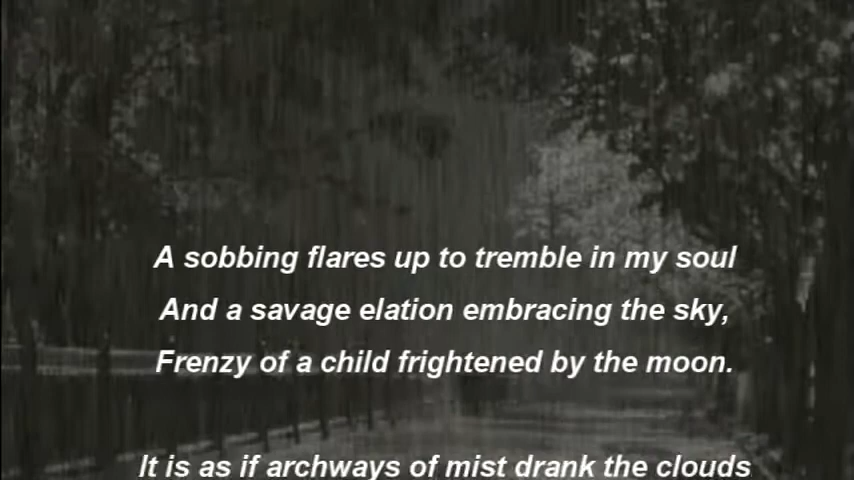 A sobbing flares up to tremble in my soul
And a savage elation embracing the sky,
Frenzy of a child frightened by the moon.
It is as if archways of mist drank the clouds